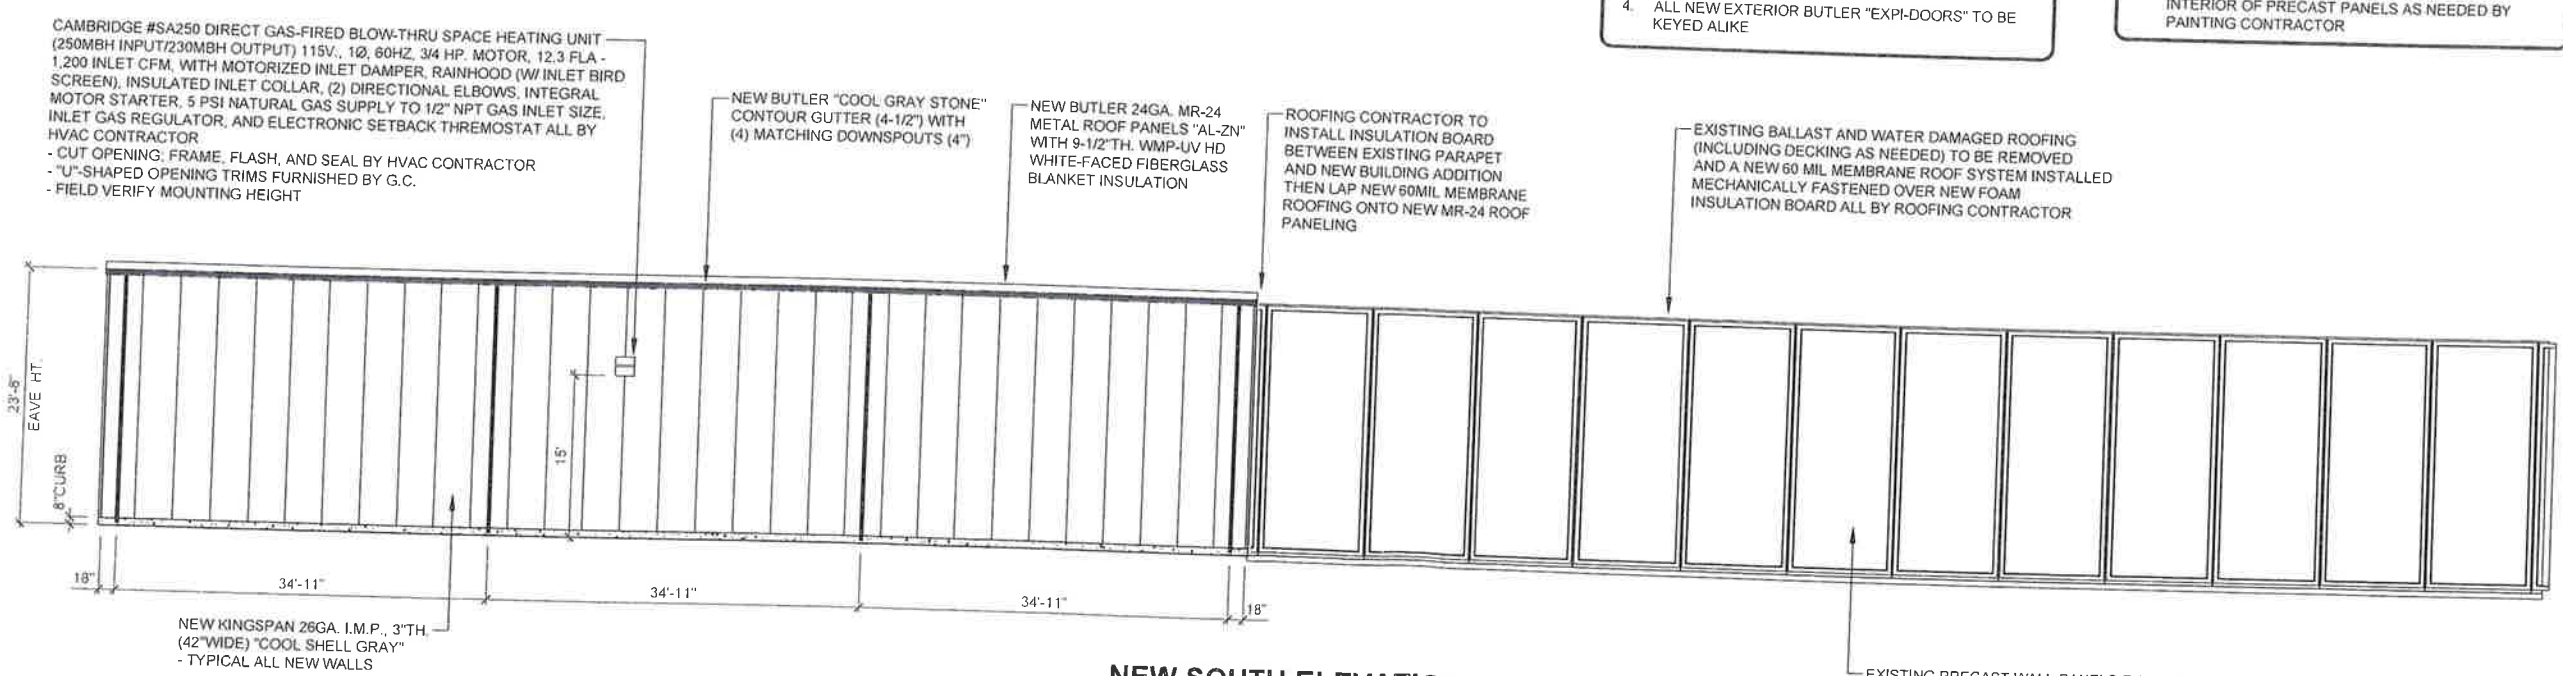 CAMBRIDGE #SA250 DIRECT GAS-FIRED BLOW-THRU SPACE HEATING UNIT
(250MBH INPUT/230MBH OUTPUT) 115V., 1Ø, 60HZ, 3/4 HP. MOTOR, 12.3 FLA -
1,200 INLET CFM, WITH MOTORIZED INLET DAMPER, RAINHOOD (W/ INLET BIRD
SCREEN), INSULATED INLET COLLAR, (2) DIRECTIONAL ELBOWS, INTEGRAL
MOTOR STARTER, 5 PSI NATURAL GAS SUPPLY TO 1/2" NPT GAS INLET SIZE,
INLET GAS REGULATOR, AND ELECTRONIC SETBACK THREMOSTAT ALL BY
HVAC CONTRACTOR
- CUT OPENING, FRAME, FLASH, AND SEAL BY HVAC CONTRACTOR
- "U"-SHAPED OPENING TRIMS FURNISHED BY G.C.
- FIELD VERIFY MOUNTING HEIGHT
NEW BUTLER "COOL GRAY STONE"
CONTOUR GUTTER (4-1/2") WITH
(4) MATCHING DOWNSPOUTS (4")
NEW BUTLER 24GA. MR-24
METAL ROOF PANELS "AL-ZN"
WITH 9-1/2"TH. WMP-UV HD
WHITE-FACED FIBERGLASS
BLANKET INSULATION
ROOFING CONTRACTOR TO
INSTALL INSULATION BOARD
BETWEEN EXISTING PARAPET
AND NEW BUILDING ADDITION
THEN LAP NEW 60MIL MEMBRANE
ROOFING ONTO NEW MR-24 ROOF
PANELING
4. ALL NEW EXTERIOR BUTLER "EXPI-DOORS" TO BE
KEYED ALIKE
INTERIOR OF PRECAST PANELS AS NEEDED BY
PAINTING CONTRACTOR
EXISTING BALLAST AND WATER DAMAGED ROOFING
(INCLUDING DECKING AS NEEDED) TO BE REMOVED
AND A NEW 60 MIL MEMBRANE ROOF SYSTEM INSTALLED
MECHANICALLY FASTENED OVER NEW FOAM
INSULATION BOARD ALL BY ROOFING CONTRACTOR
23'-8"
EAVE HT.
8"CURB
15'
18"
34'-11"
34'-11"
34'-11"
18"
NEW KINGSPAN 26GA. I.M.P., 3"TH.
(42"WIDE) "COOL SHELL GRAY"
- TYPICAL ALL NEW WALLS
NEW SOUTH ELEVATION
EXISTING PRECAST WALL PANELS